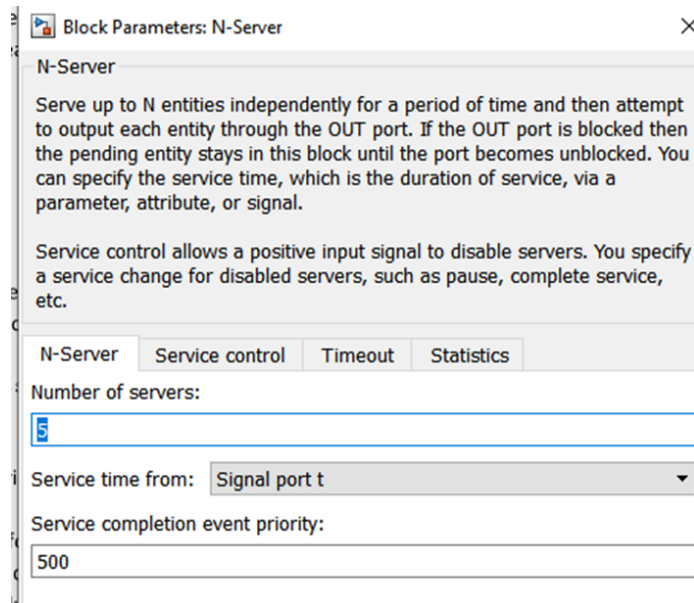 Block Parameters: N-Server
N-Server
Serve up to N entities independently for a period of time and then attempt
to output each entity through the OUT port. If the OUT port is blocked then
the pending entity stays in this block until the port becomes unblocked. You
can specify the service time, which is the duration of service, via a
parameter, attribute, or signal.
Service control allows a positive input signal to disable servers. You specify
a service change for disabled servers, such as pause, complete service,
etc.
N-Server Service control Timeout Statistics
Number of servers:
5
Service time from: Signal port t
Service completion event priority:
500